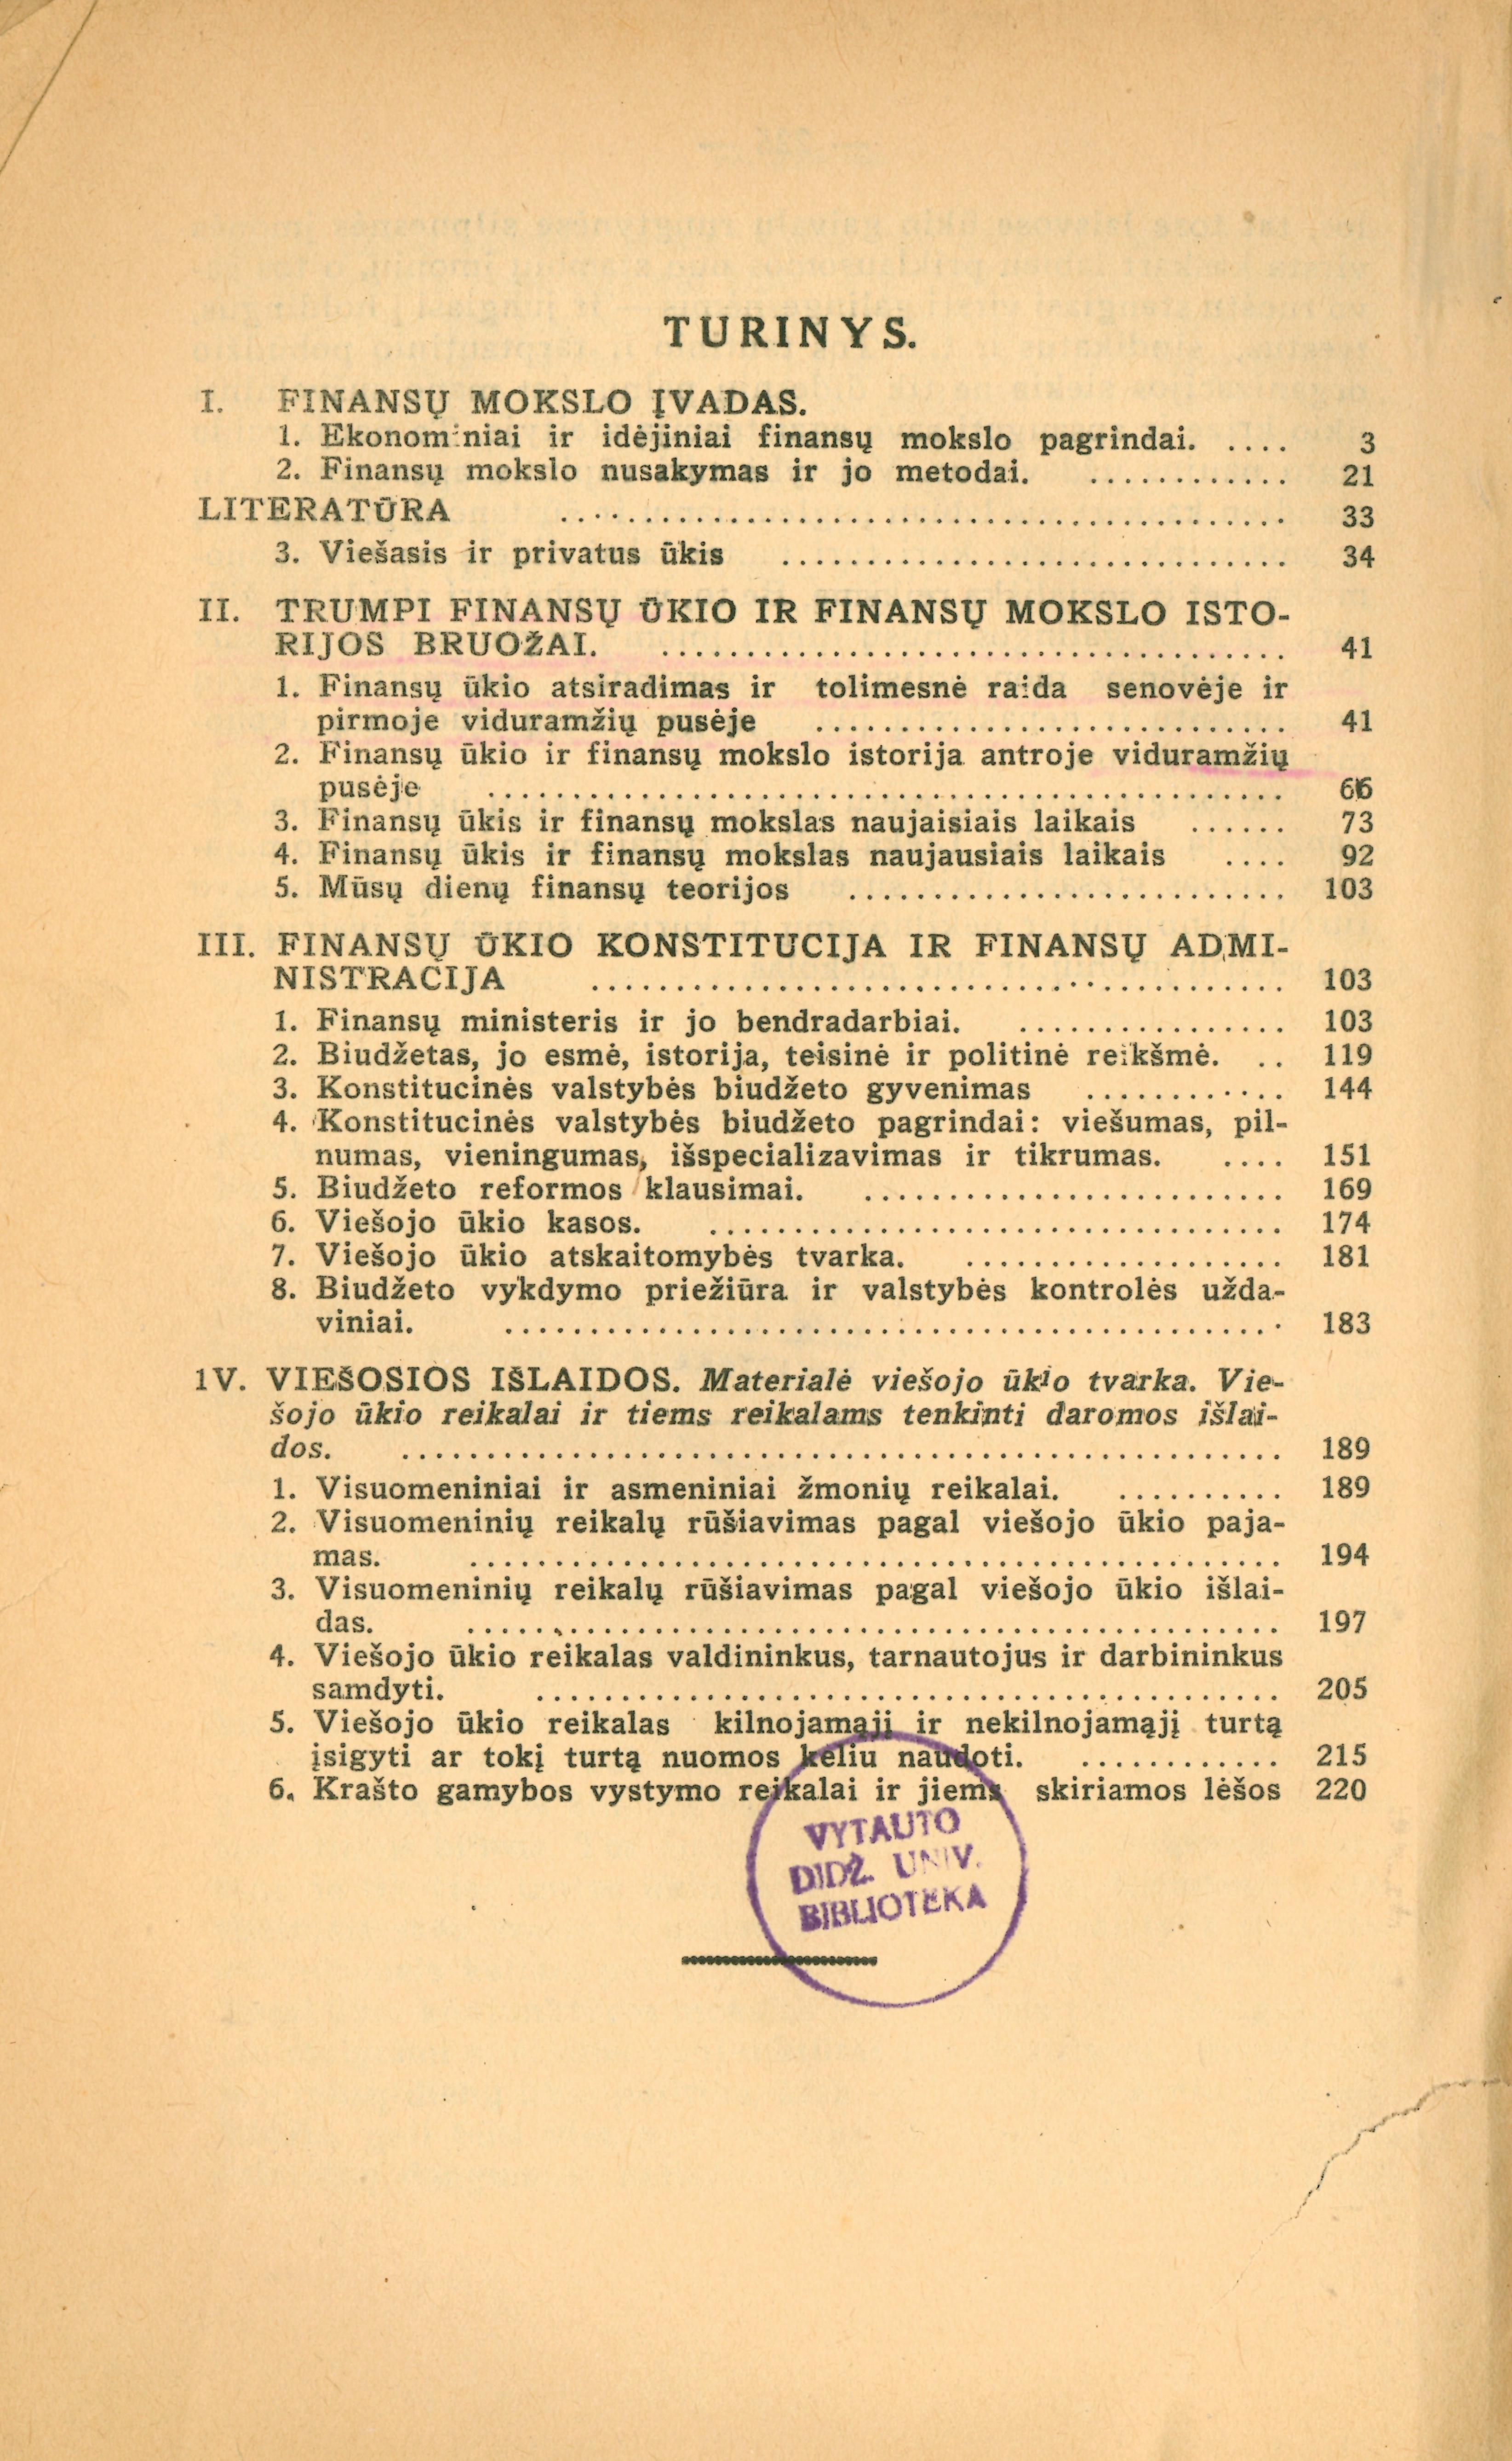 TURINYS.
I. FINANSŲ MOKSLO ĮVADAS.
1. Ekonominiai ir idėjiniai finansų mokslo pagrindai. .... 3
2. Finansų mokslo nusakymas ir jo metodai. ............ 21
LITERATŪRA ........................................... 33
3. Viešasis ir privatus ūkis .............................. 34
II. TRUMPI FINANSŲ ŪKIO IR FINANSŲ MOKSLO ISTO-
RIJOS BRUOŽAI. ..................................... 41
1. Finansų ūkio atsiradimas ir tolimesnė raida senovėje ir
pirmoje viduramžių pusėje ............................ 41
2. Finansų ūkio ir finansų mokslo istorija antroje viduramžių
pusėje ............................................... 66
3. Finansų ūkis ir finansų mokslas naujaisiais laikais ...... 73
4. Finansų ūkis ir finansų mokslas naujausiais laikais .... 92
5. Mūsų dienų finansų teorijos .......................... 103
III. FINANSŲ ŪKIO KONSTITUCIJA IR FINANSŲ ADMI-
NISTRACIJA ......................................... 103
1. Finansų ministeris ir jo bendradarbiai. ................ 103
2. Biudžetas, jo esmė, istorija, teisinė ir politinė reikšmė. .. 119
3. Konstitucinės valstybės biudžeto gyvenimas ............ 144
4. Konstitucinės valstybės biudžeto pagrindai: viešumas, pil-
numas, vieningumas, išspecializavimas ir tikrumas. .... 151
5. Biudžeto reformos klausimai. ......................... 169
6. Viešojo ūkio kasos. .................................. 174
7. Viešojo ūkio atskaitomybės tvarka. ................... 181
8. Biudžeto vykdymo priežiūra ir valstybės kontrolės užda-
viniai. .............................................. 183
IV. VIEŠOSIOS IŠLAIDOS. Materialė viešojo ūkio tvarka. Vie-
šojo ūkio reikalai ir tiems reikalams tenkinti daromos išlai-
dos. .................................................... 189
1. Visuomeniniai ir asmeniniai žmonių reikalai. .......... 189
2. Visuomeninių reikalų rūšiavimas pagal viešojo ūkio paja-
mas. ................................................ 194
3. Visuomeninių reikalų rūšiavimas pagal viešojo ūkio išlai-
das. ................................................ 197
4. Viešojo ūkio reikalas valdininkus, tarnautojus ir darbininkus
samdyti. ............................................ 205
5. Viešojo ūkio reikalas kilnojamąjį ir nekilnojamąjį turtą
įsigyti ar tokį turtą nuomos keliu naudoti. ............ 215
6. Krašto gamybos vystymo reikalai ir jiems skiriamos lėšos 220
VYTAUTO
DIDŽ. UNIV.
BIBLIOTEKA